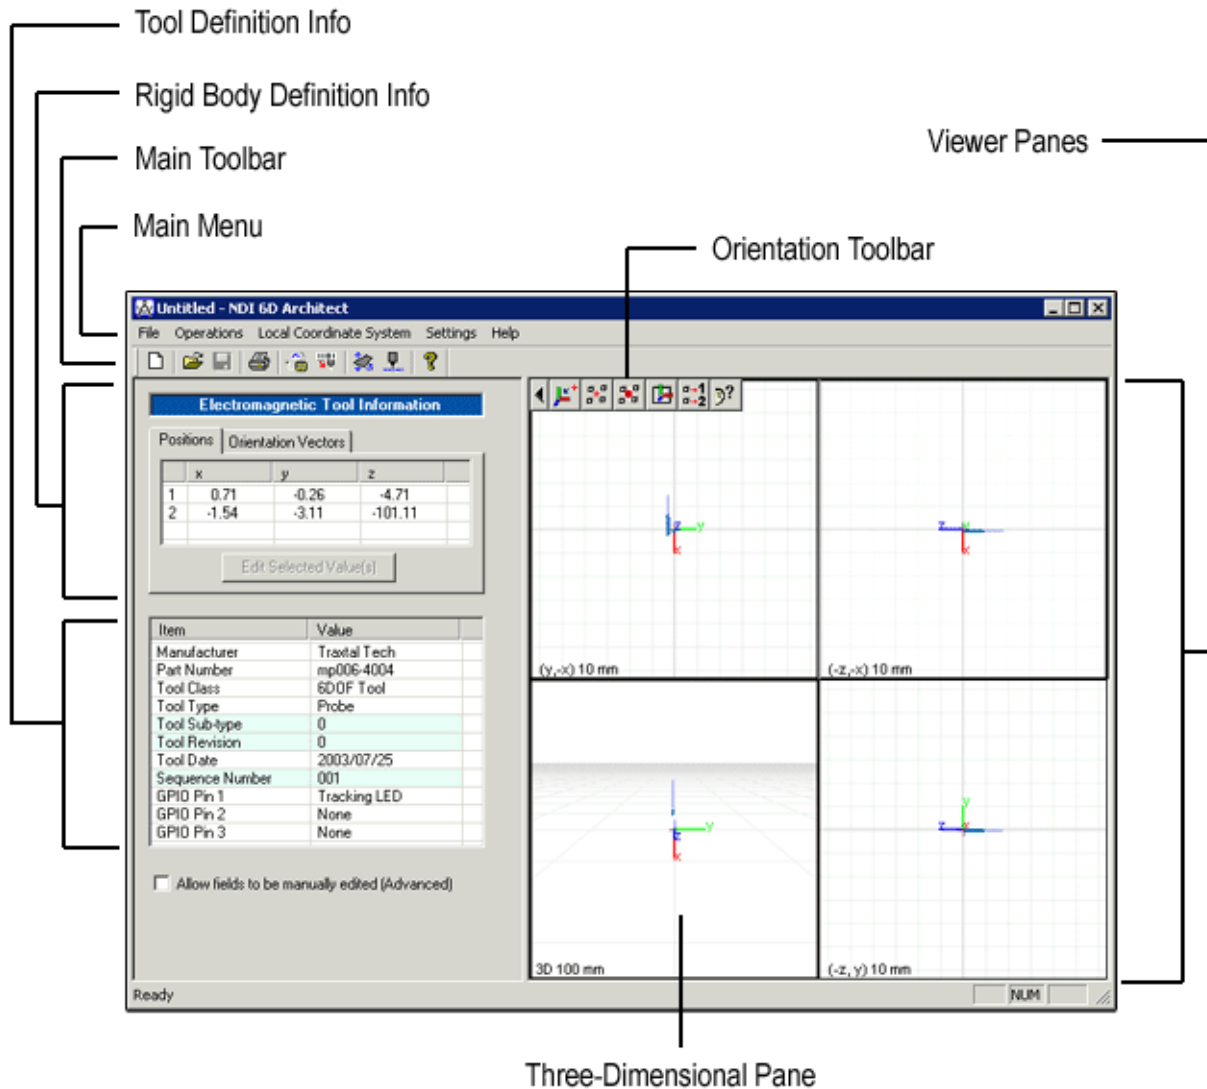 Tool Definition Info
Rigid Body Definition Info
Viewer Panes
Main Toolbar
Main Menu
Orientation Toolbar
Untitled - NDI 6D Architect
File Operations Local Coordinate System Settings Help
Electromagnetic Tool Information
Positions Orientation Vectors
x y z
1 0.71 -0.26 -4.71
2 -1.54 -3.11 -101.11
Edit Selected Value(s)
Item Value
Manufacturer Traxtal Tech
Part Number mp006-4004
Tool Class 6DOF Tool
Tool Type Probe
Tool Sub-type 0
Tool Revision 0
Tool Date 2003/07/25
Sequence Number 001
GPIO Pin 1 Tracking LED
GPIO Pin 2 None
GPIO Pin 3 None
Allow fields to be manually edited (Advanced)
1
2
?
z y
x
(y,-x) 10 mm
z y
x
(-z,-x) 10 mm
y
z
x
3D 100 mm
y
z x
(-z, y) 10 mm
Ready NUM
Three-Dimensional Pane